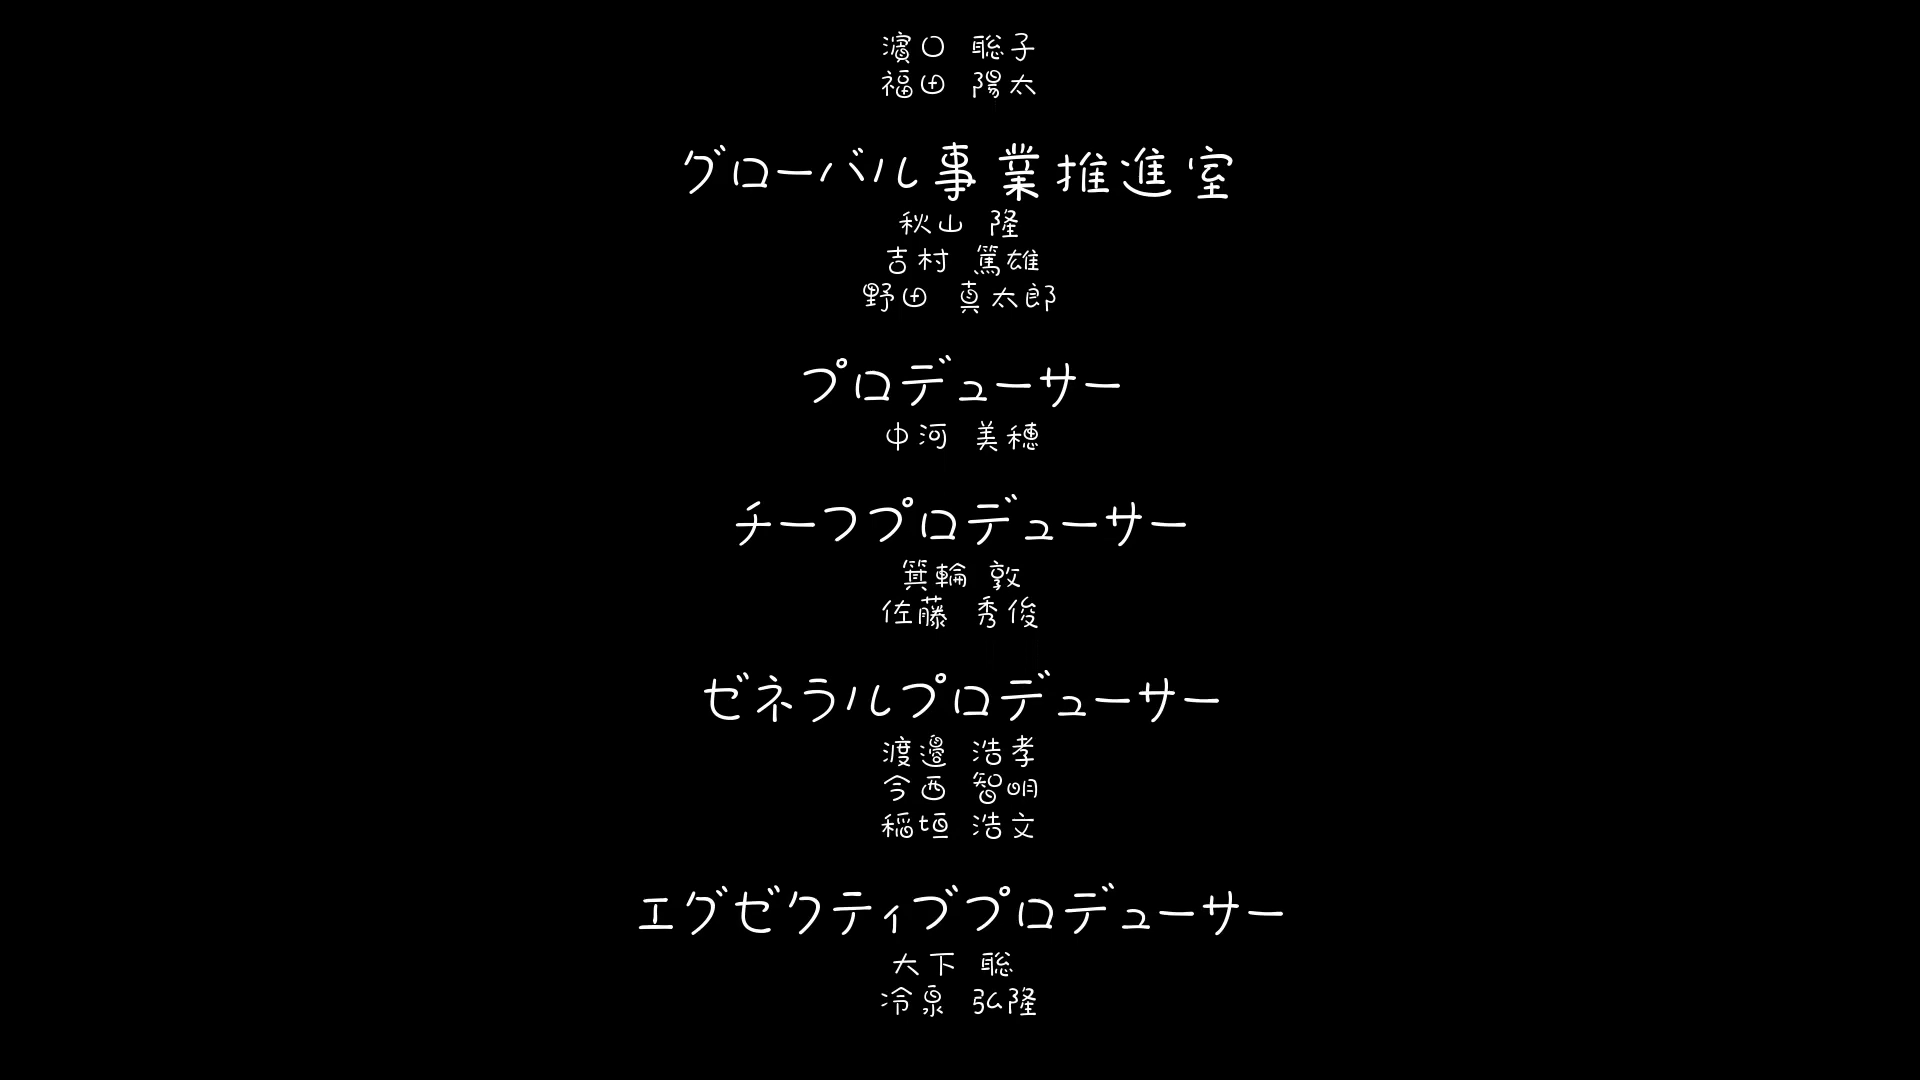 濱口 聡子
福田 陽太
グローバル事業推進室
秋山 隆
吉村 篤雄
野田 真太郎
プロデューサー
中河 美穂
チーフプロデューサー
箕輪 敦
佐藤 秀俊
ゼネラルプロデューサー
渡邉 浩孝
今西 智明
稲垣 浩文
エグゼクティブプロデューサー
大下 聡
冷泉 弘隆